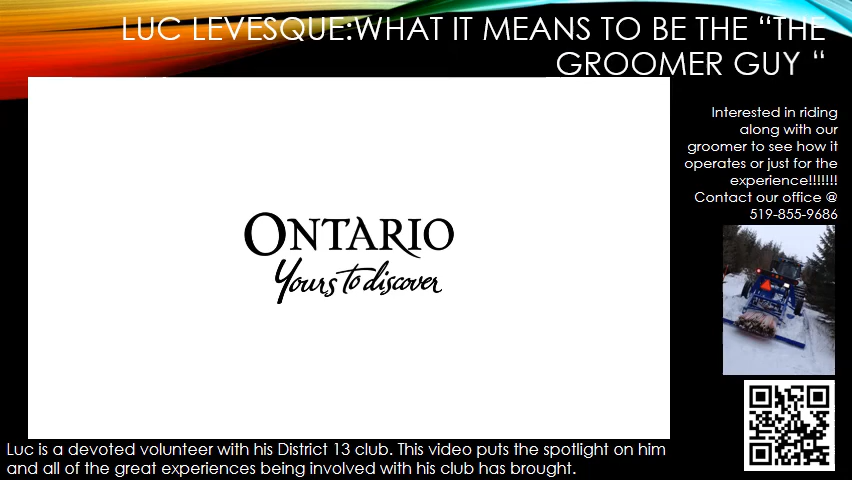 LUC LEVESQUE:WHAT IT MEANS TO BE THE “THE
GROOMER GUY “
Interested in riding
along with our
groomer to see how it
operates or just for the
experience!!!!!!!
Contact our office @
519-855-9686
ONTARIO
Yours to discover
Luc is a devoted volunteer with his District 13 club. This video puts the spotlight on him
and all of the great experiences being involved with his club has brought.